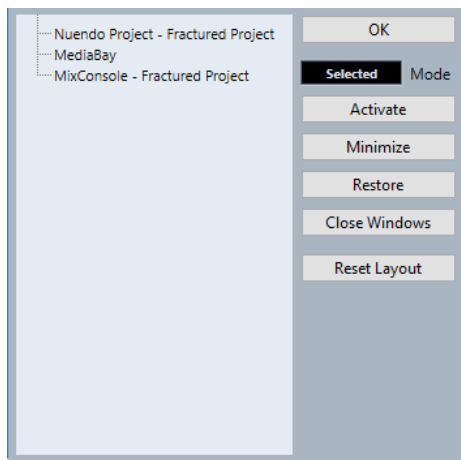 Nuendo Project - Fractured Project
MediaBay
MixConsole - Fractured Project
OK
Selected Mode
Activate
Minimize
Restore
Close Windows
Reset Layout